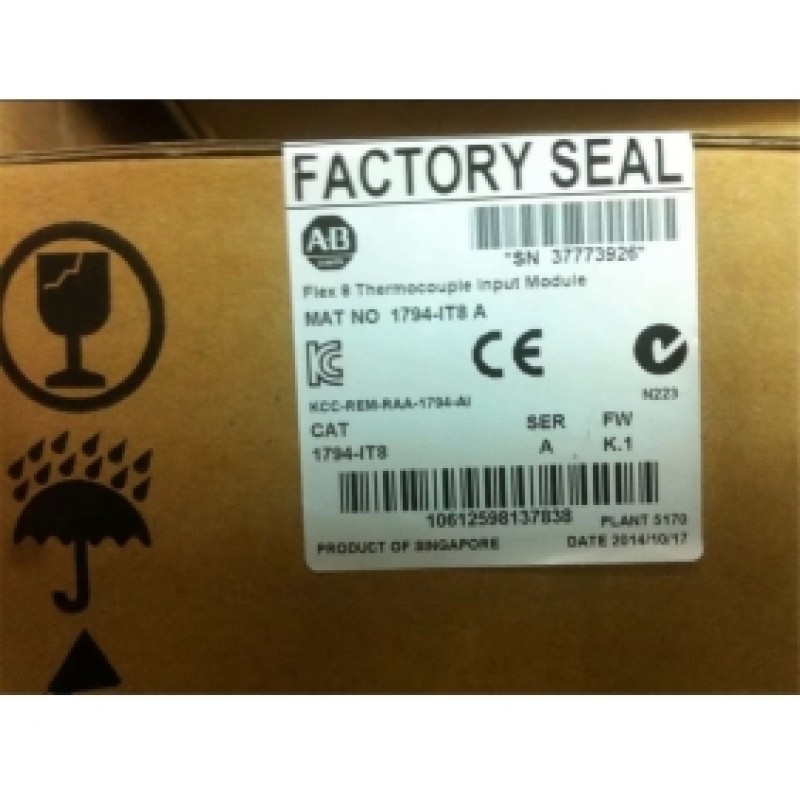 FACTORY SEAL
A-B
"SN 37773926"
Flex 8 Thermocouple Input Module
MAT NO 1794-IT8 A
CE
N223
KCC-REM-RAA-1794-AI
CAT SER FW
1794-IT8 A K.1
10612598137838 PLANT 5170
PRODUCT OF SINGAPORE DATE 2014/10/17